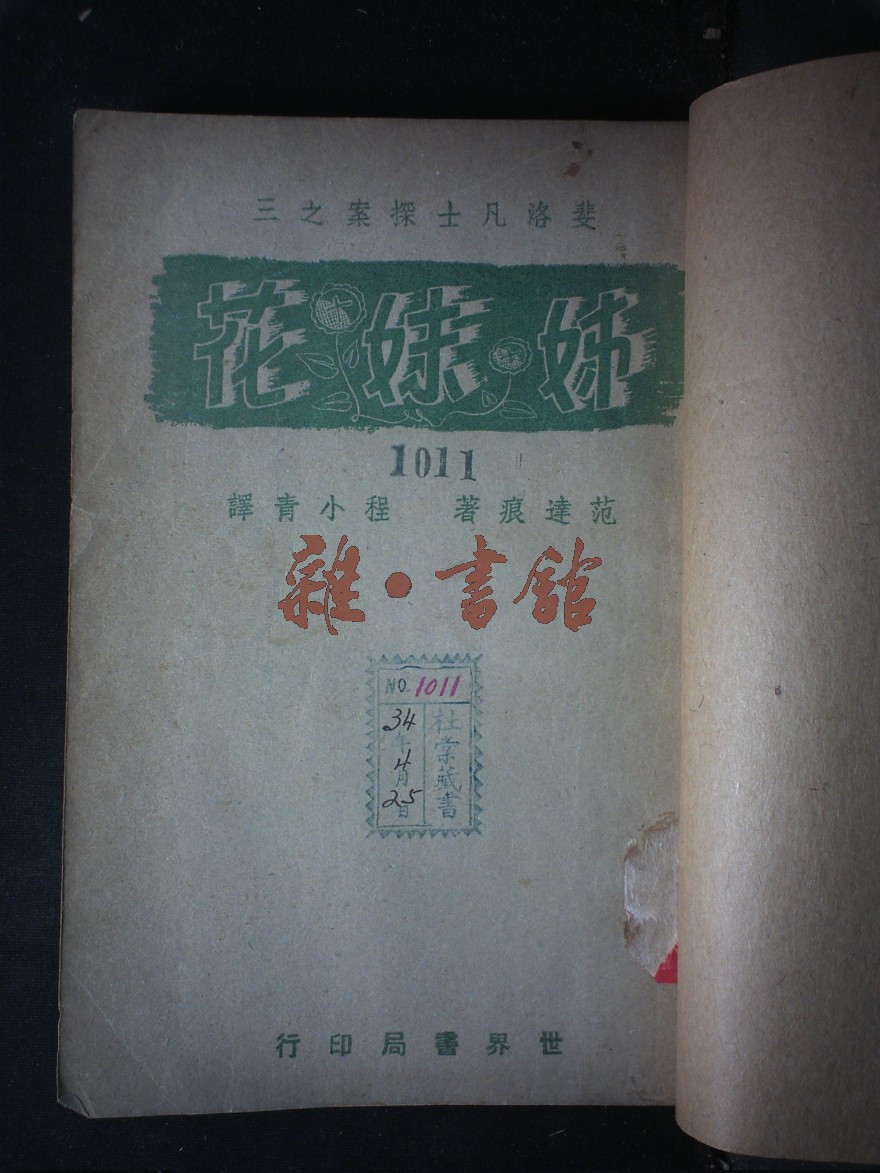 斐洛凡士探案之三
姊妹花
1011
范達痕著 程小青譯
雜·書館
NO. 1011
社棠藏書
34年4月25日
世界書局印行